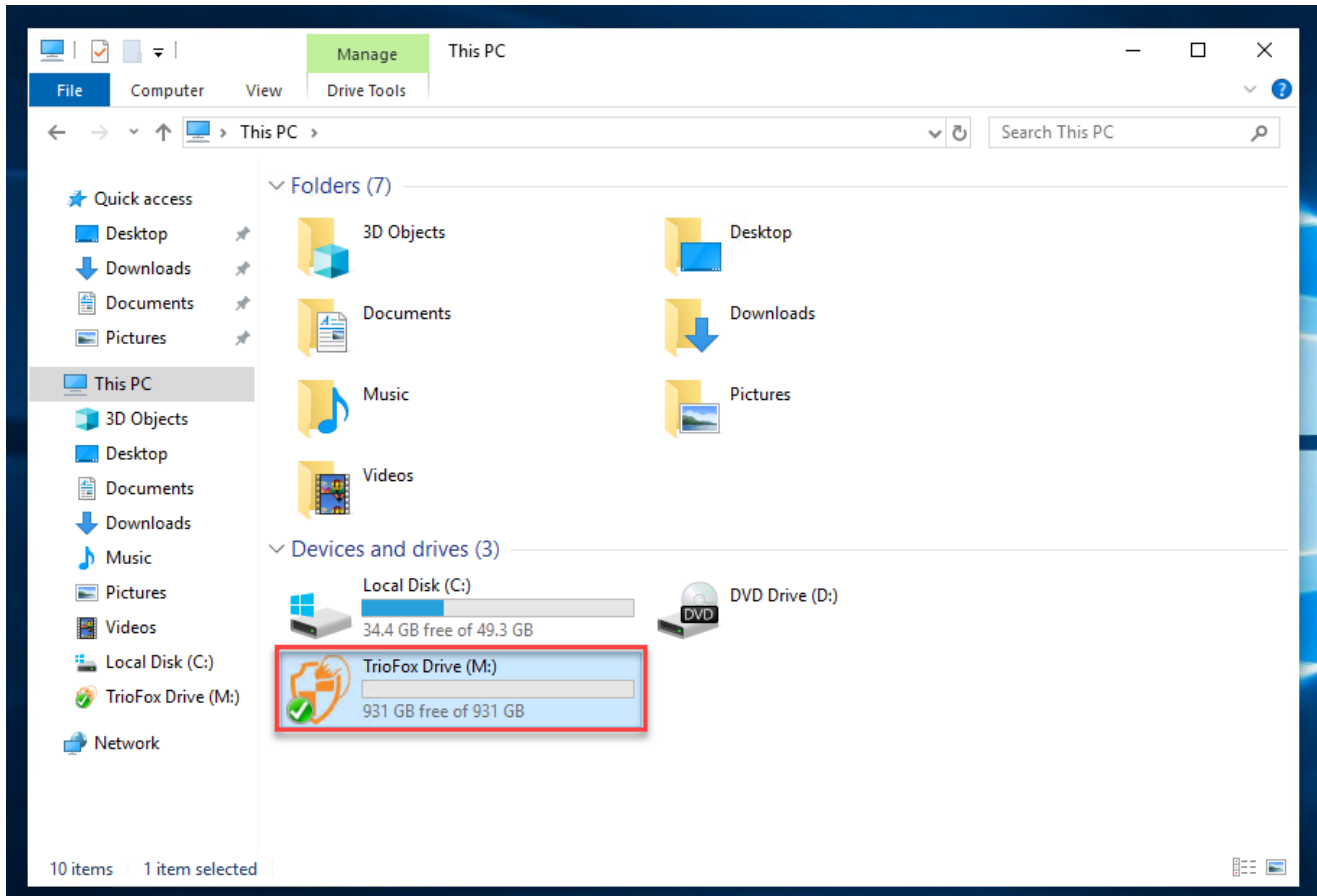 Manage This PC
File Computer View Drive Tools
This PC Search This PC
Quick access
Desktop
Downloads
Documents
Pictures
This PC
3D Objects
Desktop
Documents
Downloads
Music
Pictures
Videos
Local Disk (C:)
TrioFox Drive (M:)
Network
Folders (7)
3D Objects Desktop
Documents Downloads
Music Pictures
Videos
Devices and drives (3)
Local Disk (C:)
34.4 GB free of 49.3 GB
DVD Drive (D:)
DVD
TrioFox Drive (M:)
931 GB free of 931 GB
10 items 1 item selected